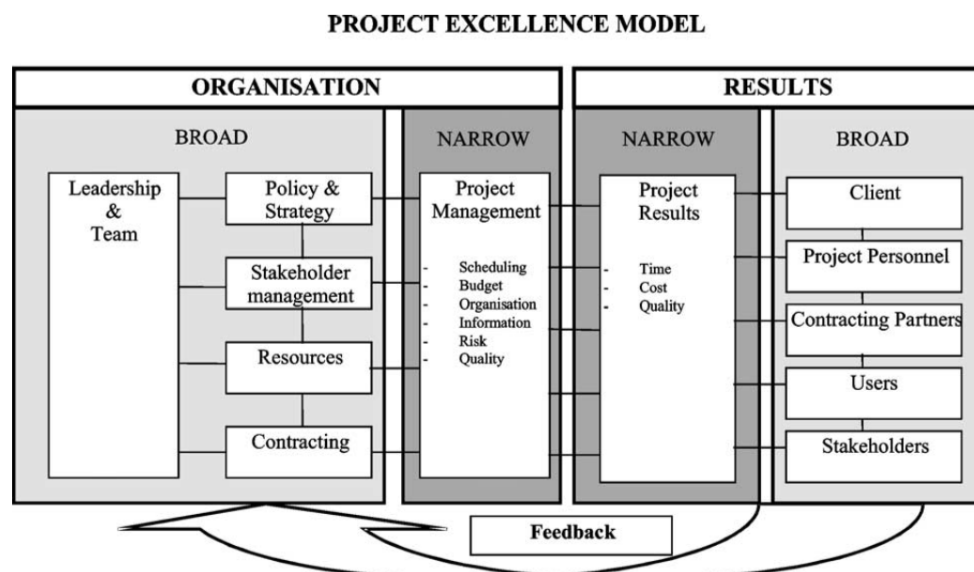 PROJECT EXCELLENCE MODEL
ORGANISATION
RESULTS
BROAD
NARROW
NARROW
BROAD
Leadership
&
Team
Policy &
Strategy
Stakeholder
management
Resources
Contracting
Project
Management
- Scheduling
- Budget
- Organisation
- Information
- Risk
- Quality
Project
Results
- Time
- Cost
- Quality
Client
Project Personnel
Contracting Partners
Users
Stakeholders
Feedback